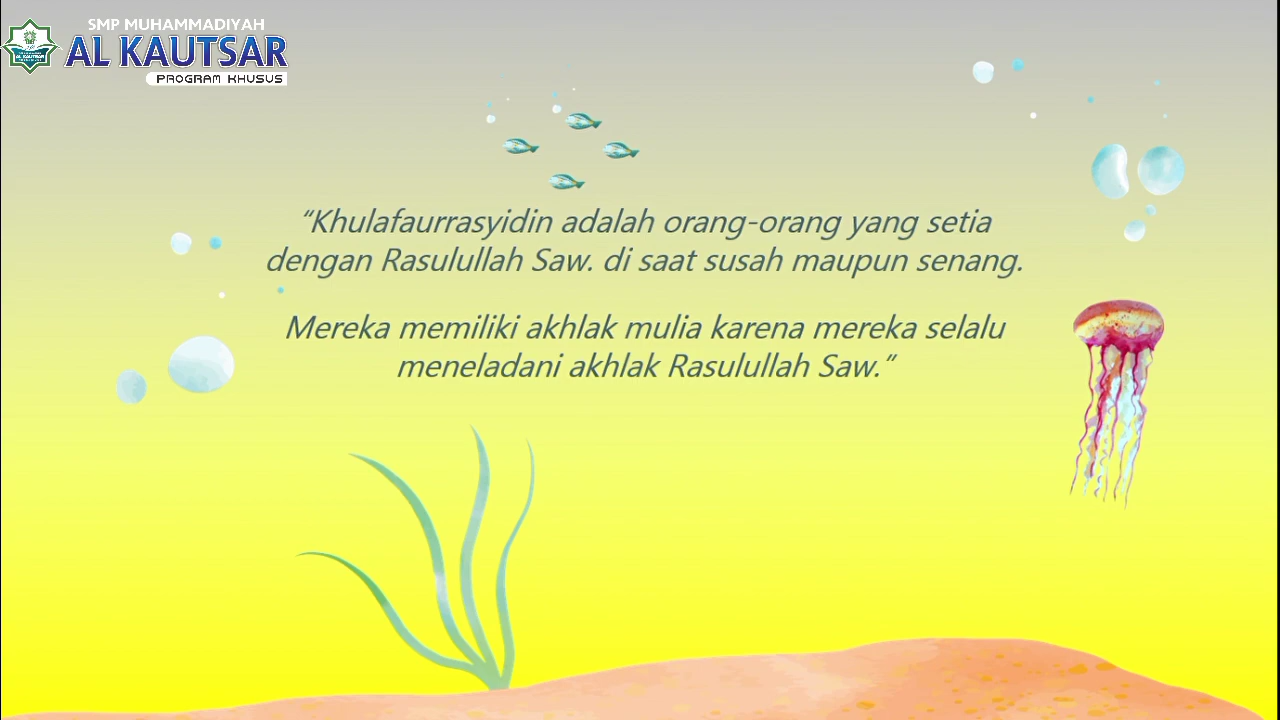 SMP MUHAMMADIYAH
AL KAUTSAR
PROGRAM KHUSUS
“Khulafaurrasyidin adalah orang-orang yang setia
dengan Rasulullah Saw. di saat susah maupun senang.
Mereka memiliki akhlak mulia karena mereka selalu
meneladani akhlak Rasulullah Saw.”